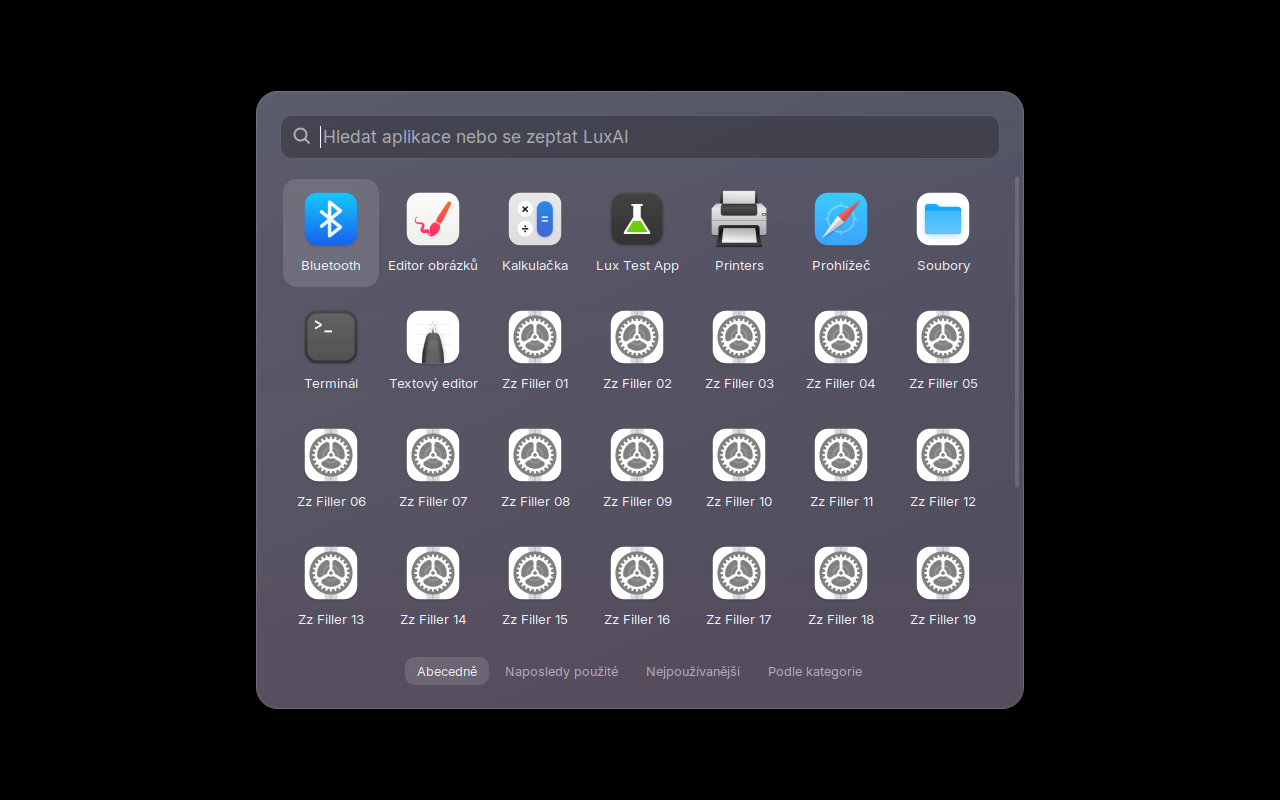 Hledat aplikace nebo se zeptat LuxAI
Bluetooth
Editor obrázků
Kalkulačka
Lux Test App
Printers
Prohlížeč
Soubory
Terminál
Textový editor
Zz Filler 01
Zz Filler 02
Zz Filler 03
Zz Filler 04
Zz Filler 05
Zz Filler 06
Zz Filler 07
Zz Filler 08
Zz Filler 09
Zz Filler 10
Zz Filler 11
Zz Filler 12
Zz Filler 13
Zz Filler 14
Zz Filler 15
Zz Filler 16
Zz Filler 17
Zz Filler 18
Zz Filler 19
Abecedně
Naposledy použité
Nejpoužívanější
Podle kategorie